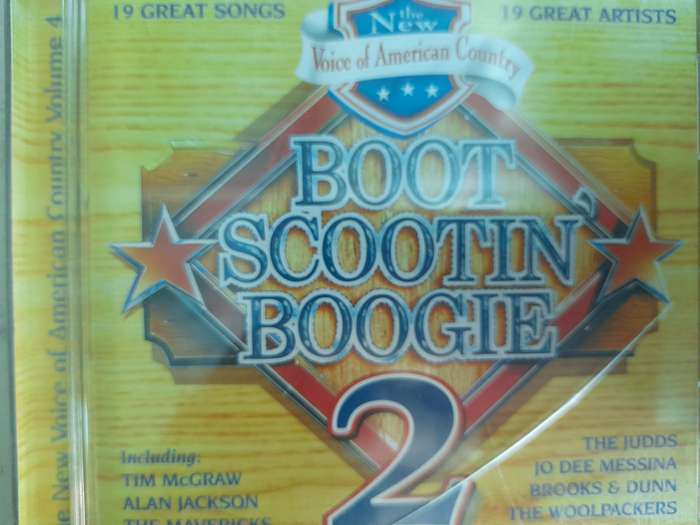 19 GREAT SONGS
19 GREAT ARTISTS
the
New
Voice of American Country
BOOT
SCOOTIN'
BOOGIE
2
Including:
TIM McGRAW
ALAN JACKSON
THE MAVERICKS
THE JUDDS
JO DEE MESSINA
BROOKS & DUNN
THE WOOLPACKERS
The New Voice of American Country Volume 4